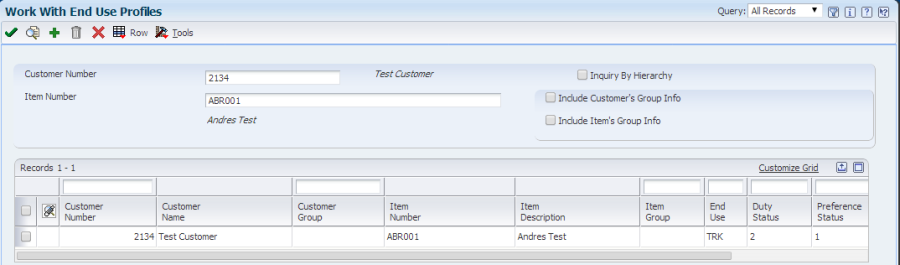 Work With End Use Profiles
Query: All Records
Row Tools
Customer Number 2134 Test Customer
Inquiry By Hierarchy
Item Number ABR001
Include Customer's Group Info
Andres Test
Include Item's Group Info
Records 1 - 1
Customize Grid
Customer Number Customer Name Customer Group Item Number Item Description Item Group End Use Duty Status Preference Status
2134 Test Customer ABR001 Andres Test TRK 2 1